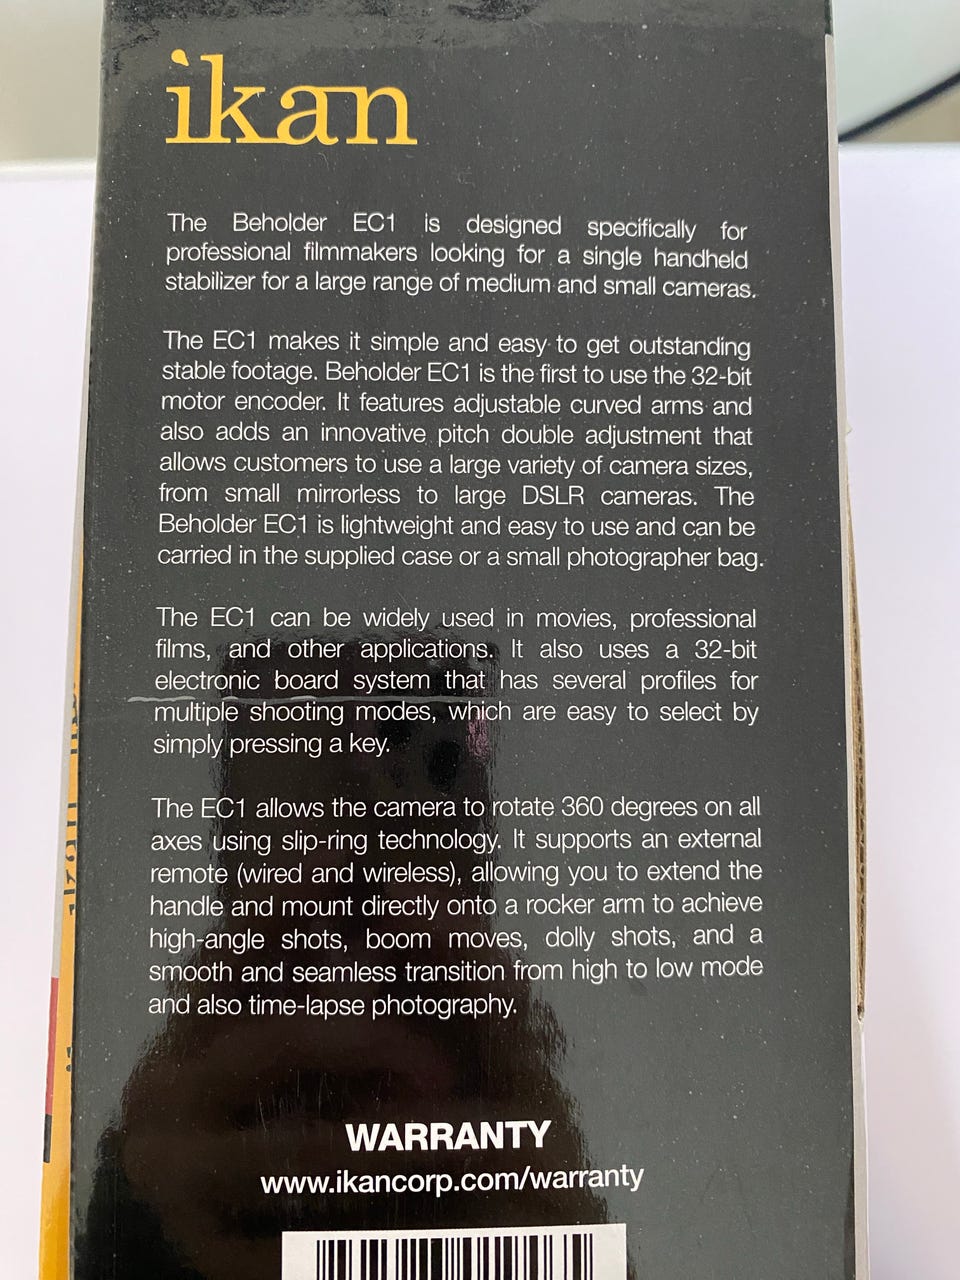 ikan
The Beholder EC1 is designed specifically for
professional filmmakers looking for a single handheld
stabilizer for a large range of medium and small cameras.
The EC1 makes it simple and easy to get outstanding
stable footage. Beholder EC1 is the first to use the 32-bit
motor encoder. It features adjustable curved arms and
also adds an innovative pitch double adjustment that
allows customers to use a large variety of camera sizes,
from small mirrorless to large DSLR cameras. The
Beholder EC1 is lightweight and easy to use and can be
carried in the supplied case or a small photographer bag.
The EC1 can be widely used in movies, professional
films, and other applications. It also uses a 32-bit
electronic board system that has several profiles for
multiple shooting modes, which are easy to select by
simply pressing a key.
The EC1 allows the camera to rotate 360 degrees on all
axes using slip-ring technology. It supports an external
remote (wired and wireless), allowing you to extend the
handle and mount directly onto a rocker arm to achieve
high-angle shots, boom moves, dolly shots, and a
smooth and seamless transition from high to low mode
and also time-lapse photography.
WARRANTY
www.ikancorp.com/warranty